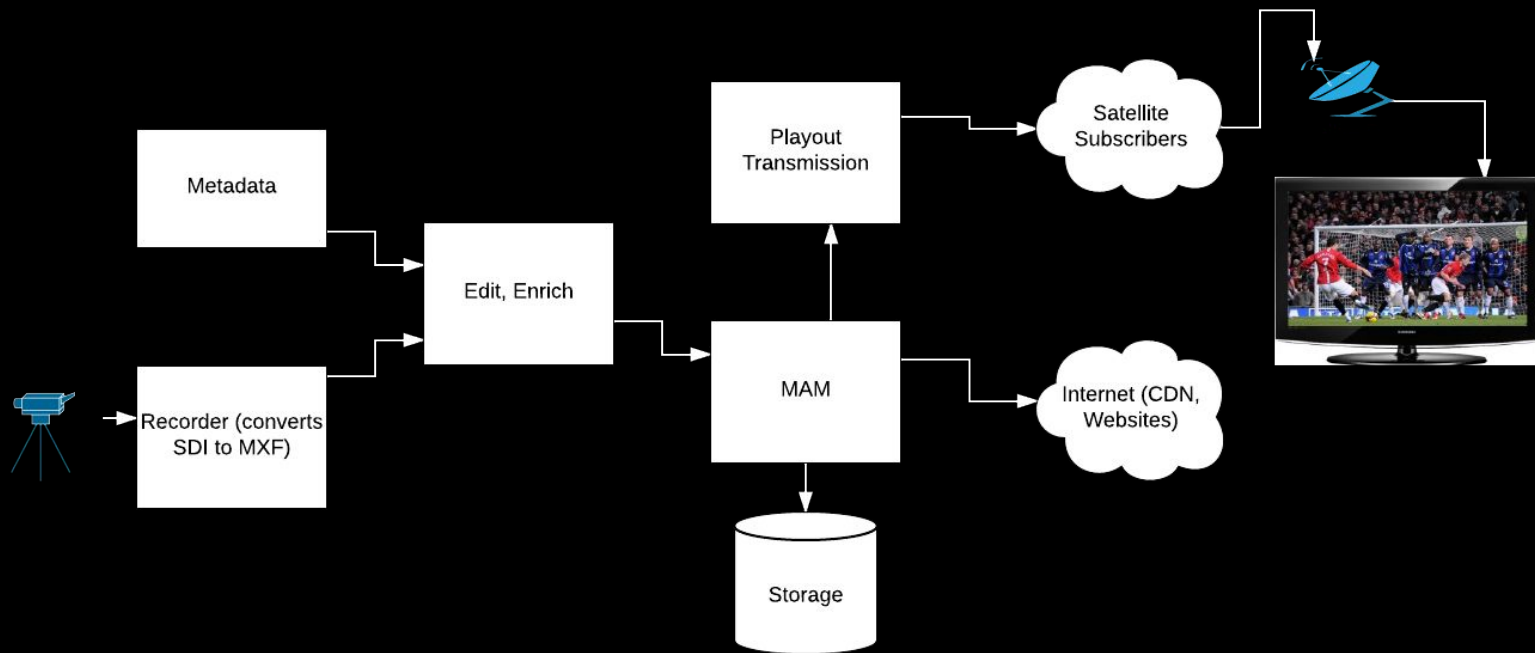 Metadata
Recorder (converts
SDI to MXF)
Edit, Enrich
Playout
Transmission
MAM
Storage
Satellite
Subscribers
Internet (CDN,
Websites)